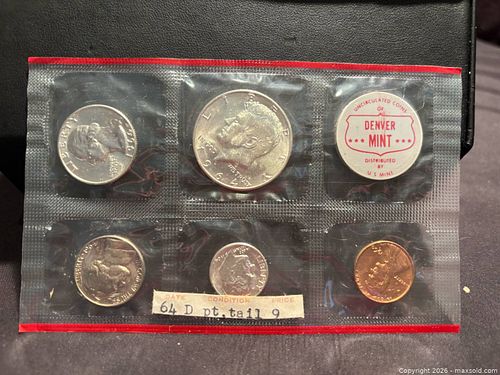 LIBERTY
LIBERTY
UNCIRCULATED COINS
OF
DENVER
MINT
DISTRIBUTED
BY
U S MINT
LIBERTY
DATE CONDITION PRICE
64 D pt.tail 9
Copyright 2026 - maxsold.com